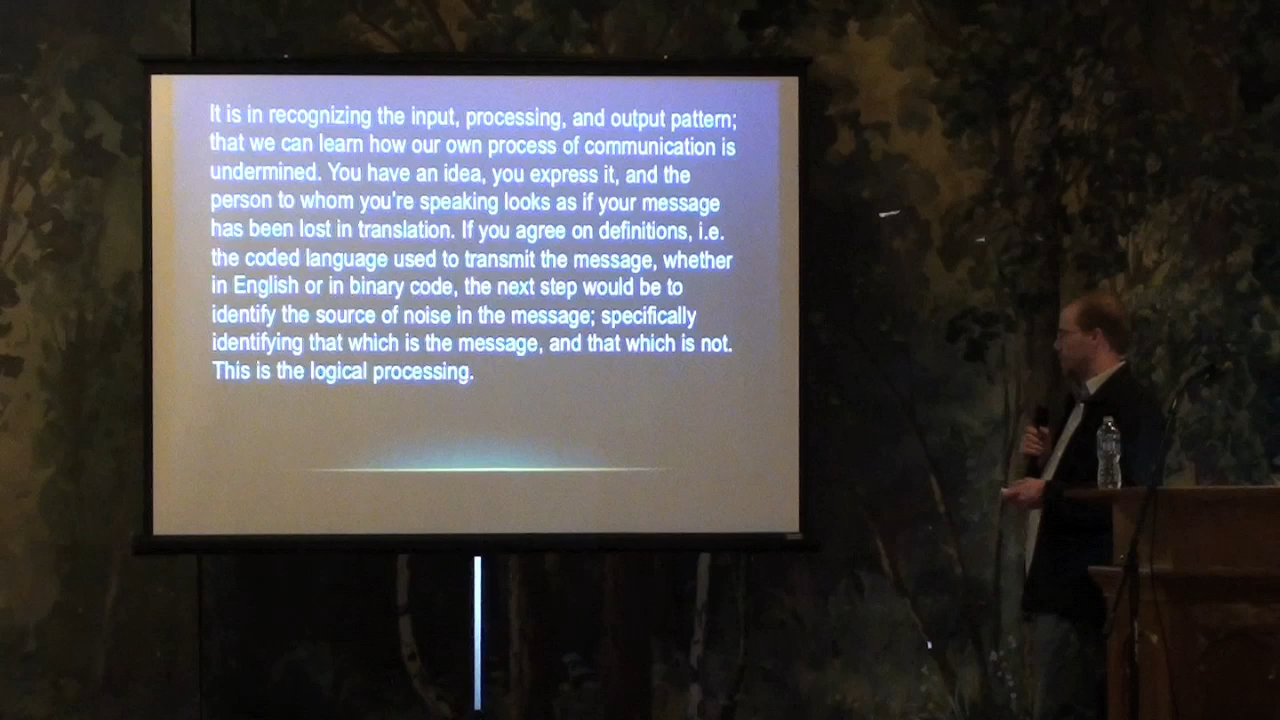 It is in recognizing the input, processing, and output pattern;
that we can learn how our own process of communication is
undermined. You have an idea, you express it, and the
person to whom you're speaking looks as if your message
has been lost in translation. If you agree on definitions, i.e.
the coded language used to transmit the message, whether
in English or in binary code, the next step would be to
identify the source of noise in the message; specifically
identifying that which is the message, and that which is not.
This is the logical processing.